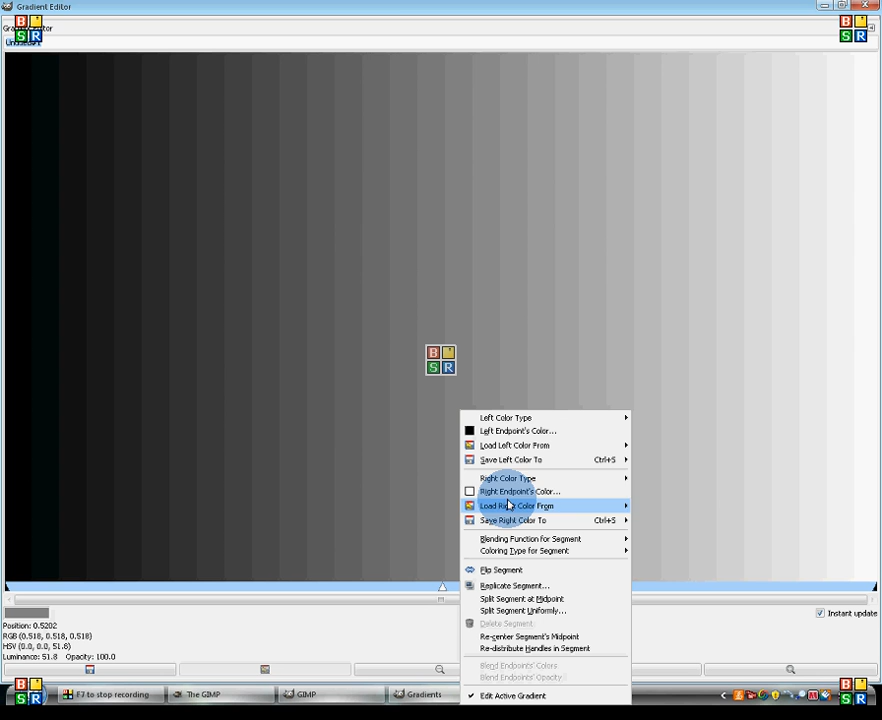 Gradient Editor
Gradient Editor
B
S R
B
S R
B
S R
Left Color Type
Left Endpoint's Color...
Load Left Color From
Save Left Color To Ctrl+S
Right Color Type
Right Endpoint's Color...
Load Right Color From
Save Right Color To Ctrl+S
Blending Function for Segment
Coloring Type for Segment
Flip Segment
Replicate Segment...
Split Segment at Midpoint
Split Segment Uniformly...
Delete Segment
Re-center Segment's Midpoint
Re-distribute Handles in Segment
Blend Endpoints' Colors
Blend Endpoints' Opacity
Edit Active Gradient
Instant update
Position: 0.5202
RGB (0.518, 0.518, 0.518)
HSV (0.0, 0.0, 51.8)
Luminance: 51.8 Opacity: 100.0
B
S R
F7 to stop recording
The GIMP
GIMP
Gradients
B
S R